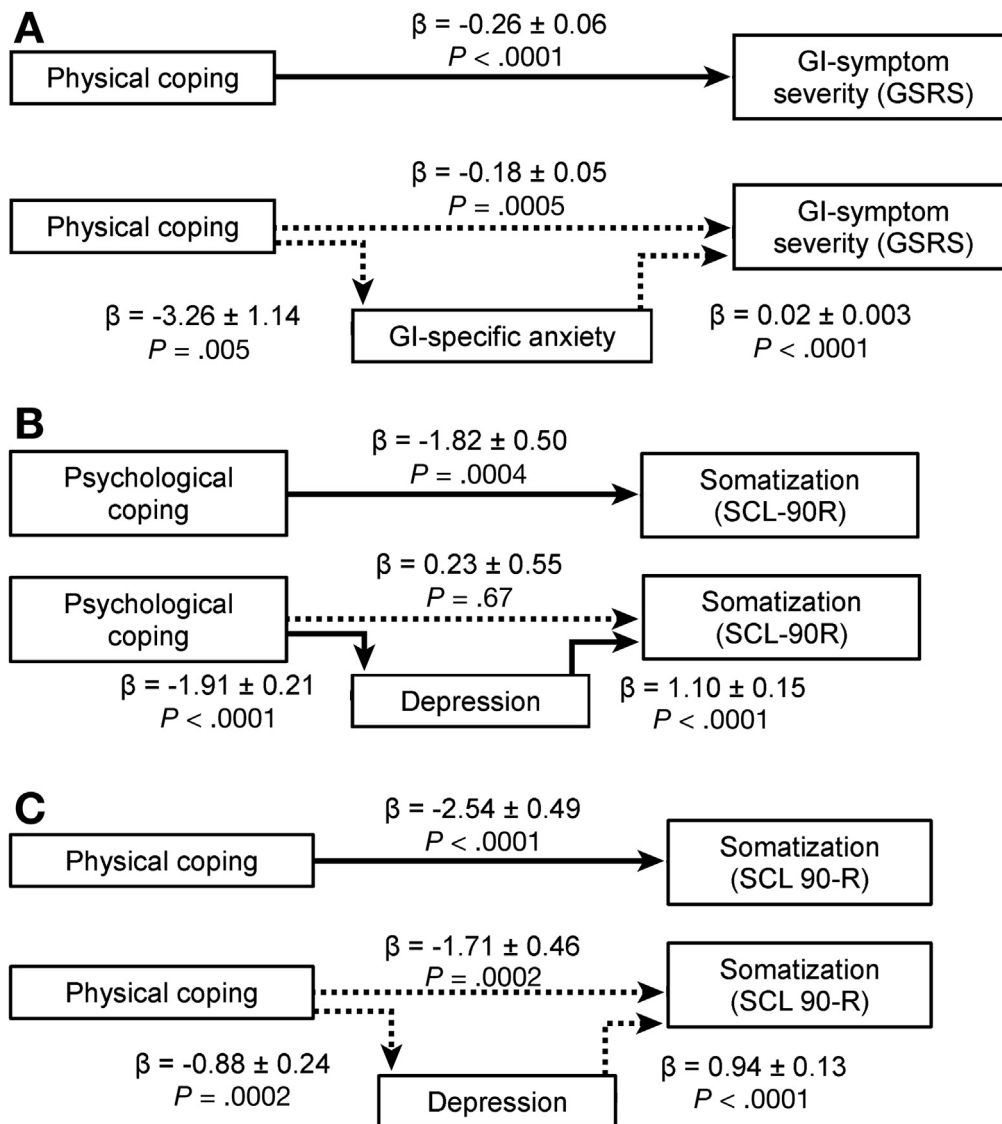 A
β = -0.26 ± 0.06
P < .0001
Physical coping
GI-symptom
severity (GSRS)
β = -0.18 ± 0.05
P = .0005
Physical coping
GI-symptom
severity (GSRS)
β = -3.26 ± 1.14
P = .005
GI-specific anxiety
β = 0.02 ± 0.003
P < .0001
B
β = -1.82 ± 0.50
P = .0004
Psychological
coping
Somatization
(SCL-90R)
β = 0.23 ± 0.55
P = .67
Psychological
coping
Somatization
(SCL-90R)
β = -1.91 ± 0.21
P < .0001
Depression
β = 1.10 ± 0.15
P < .0001
C
β = -2.54 ± 0.49
P < .0001
Physical coping
Somatization
(SCL 90-R)
β = -1.71 ± 0.46
P = .0002
Physical coping
Somatization
(SCL 90-R)
β = -0.88 ± 0.24
P = .0002
Depression
β = 0.94 ± 0.13
P < .0001